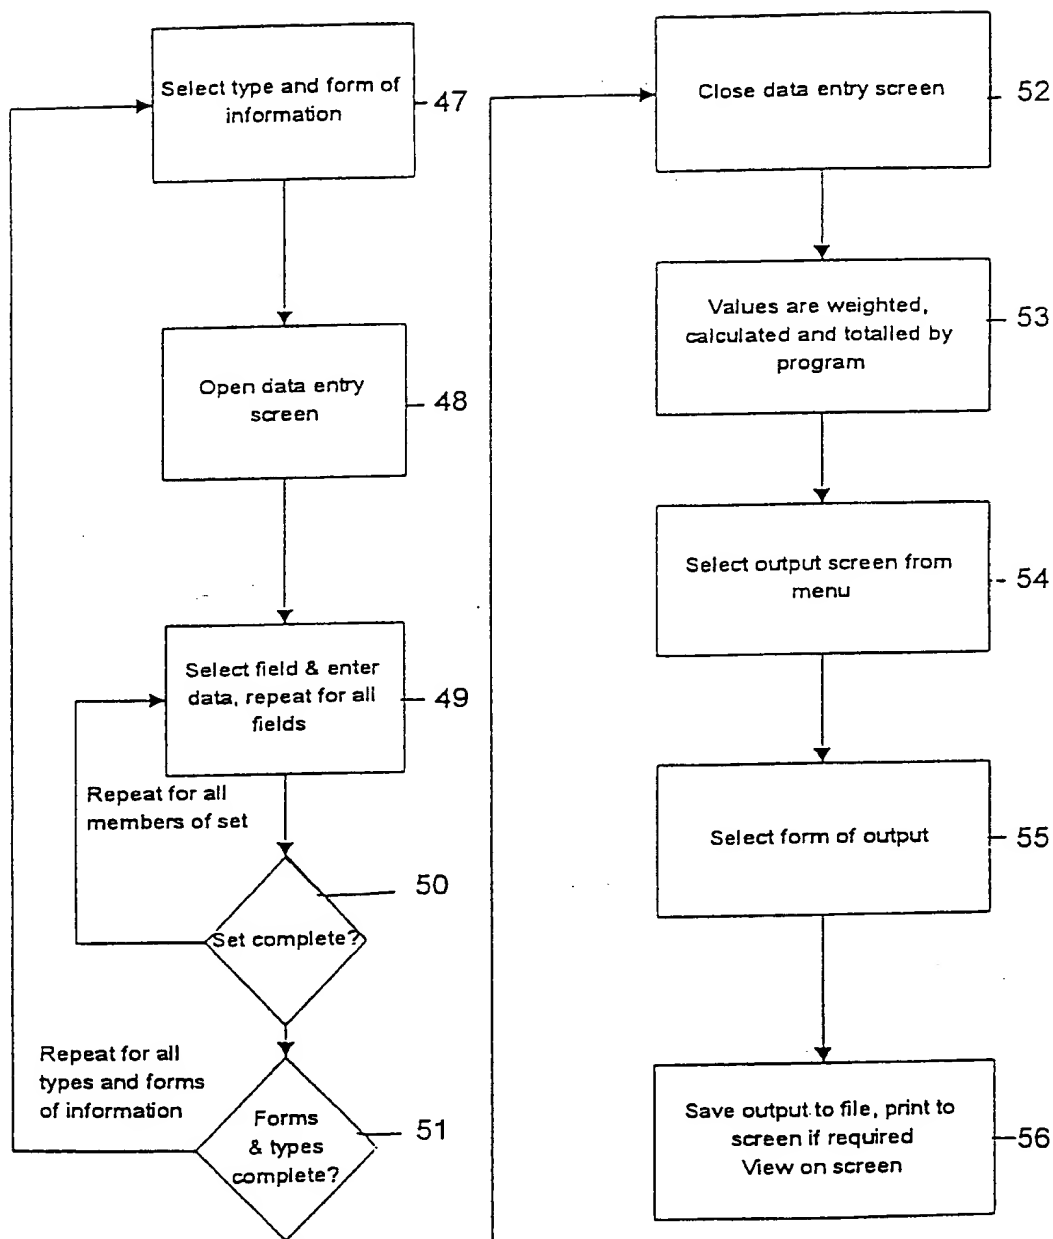 Select type and form of
information
47
Open data entry
screen
48
Select field & enter
data, repeat for all
fields
49
Repeat for all
members of set
50
Set complete?
Repeat for all
types and forms
of information
Forms
& types
complete?
51
Close data entry screen
52
Values are weighted,
calculated and totalled by
program
53
Select output screen from
menu
54
Select form of output
55
Save output to file, print to
screen if required
View on screen
56